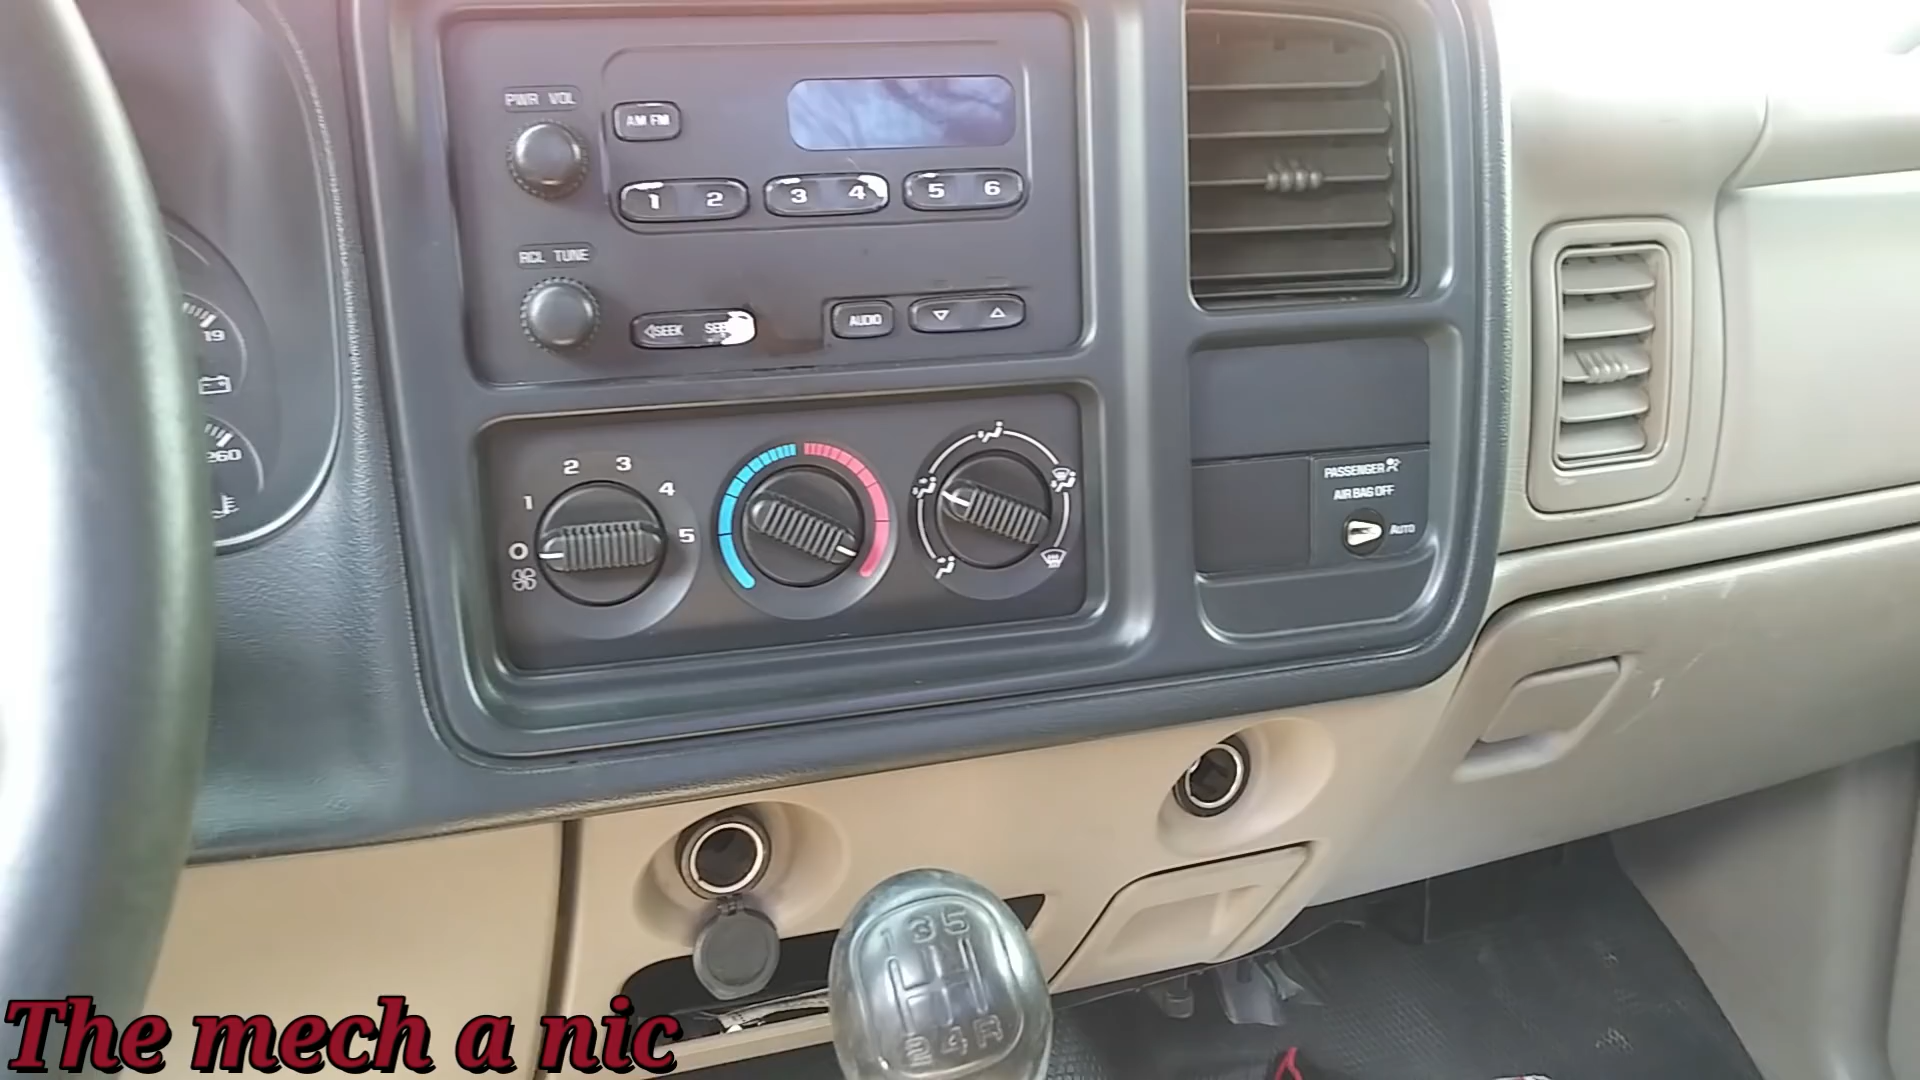 PWR VOL
AM FM
1 2 3 4 5 6
RCL TUNE
SEEK
AUDIO
19
260
0 1 2 3 4 5
PASSENGER
AIR BAG OFF
AUTO
1 3 5
2 4 R
The mech a nic